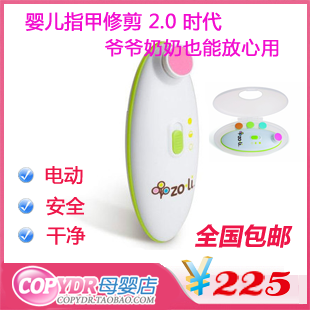 婴儿指甲修剪 2.0 时代
爷爷奶奶也能放心用
zo·li
电动
安全
干净
全国包邮
COPYDR母婴店
COPYDR.TAOBAO.COM
¥225